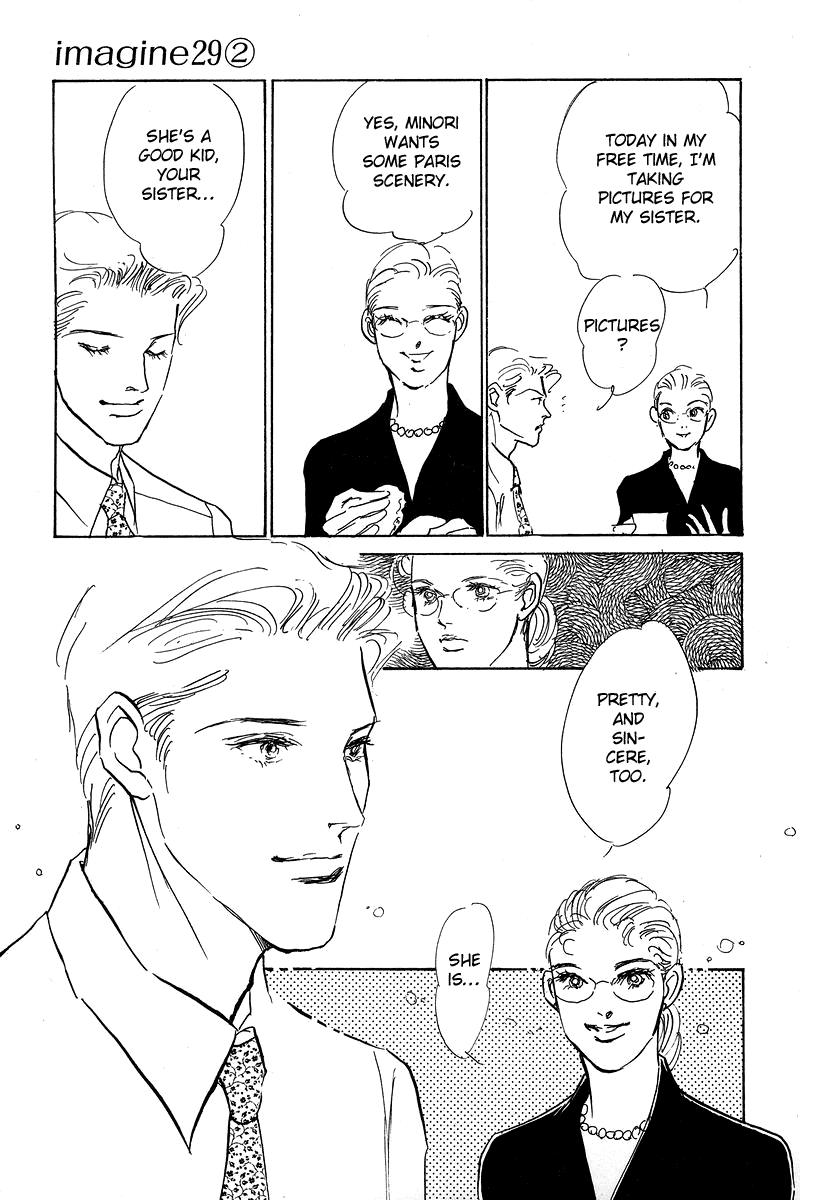 imagine29②
TODAY IN MY
FREE TIME, I'M
TAKING
PICTURES FOR
MY SISTER.
PICTURES
?
YES, MINORI
WANTS
SOME PARIS
SCENERY.
SHE'S A
GOOD KID,
YOUR
SISTER...
PRETTY,
AND
SIN-
CERE,
TOO.
SHE
IS...